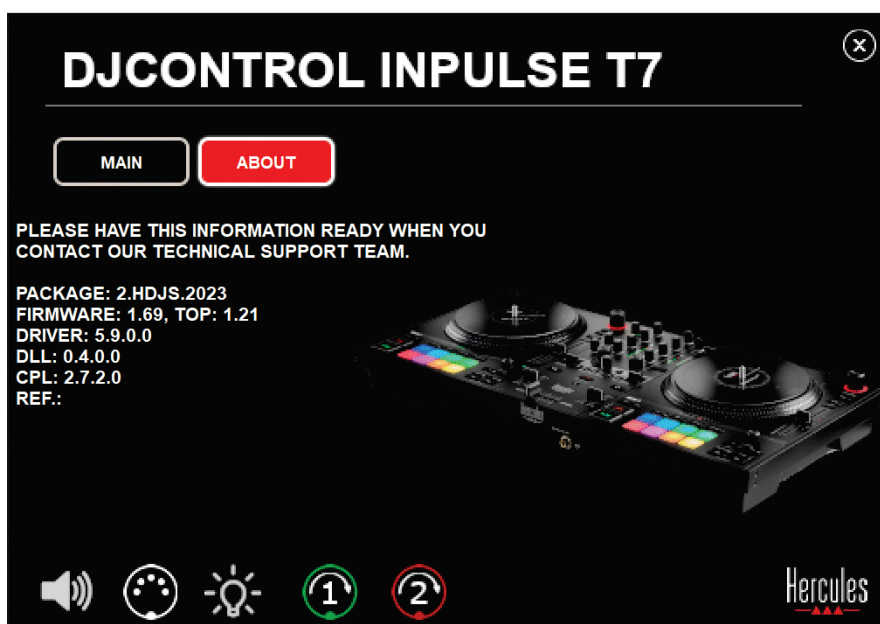 DJCONTROL INPULSE T7
MAIN
ABOUT
PLEASE HAVE THIS INFORMATION READY WHEN YOU
CONTACT OUR TECHNICAL SUPPORT TEAM.
PACKAGE: 2.HDJS.2023
FIRMWARE: 1.69, TOP: 1.21
DRIVER: 5.9.0.0
DLL: 0.4.0.0
CPL: 2.7.2.0
REF.:
1
2
Hercules